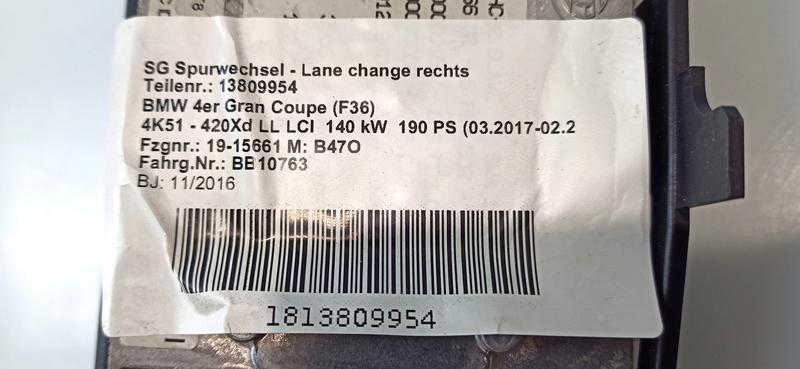 SG Spurwechsel - Lane change rechts
Teilenr.: 13809954
BMW 4er Gran Coupe (F36)
4K51 - 420Xd LL LCI 140 kW 190 PS (03.2017-02.2
Fzgnr.: 19-15661 M: B47O
Fahrg.Nr.: BB10763
BJ: 11/2016
1813809954